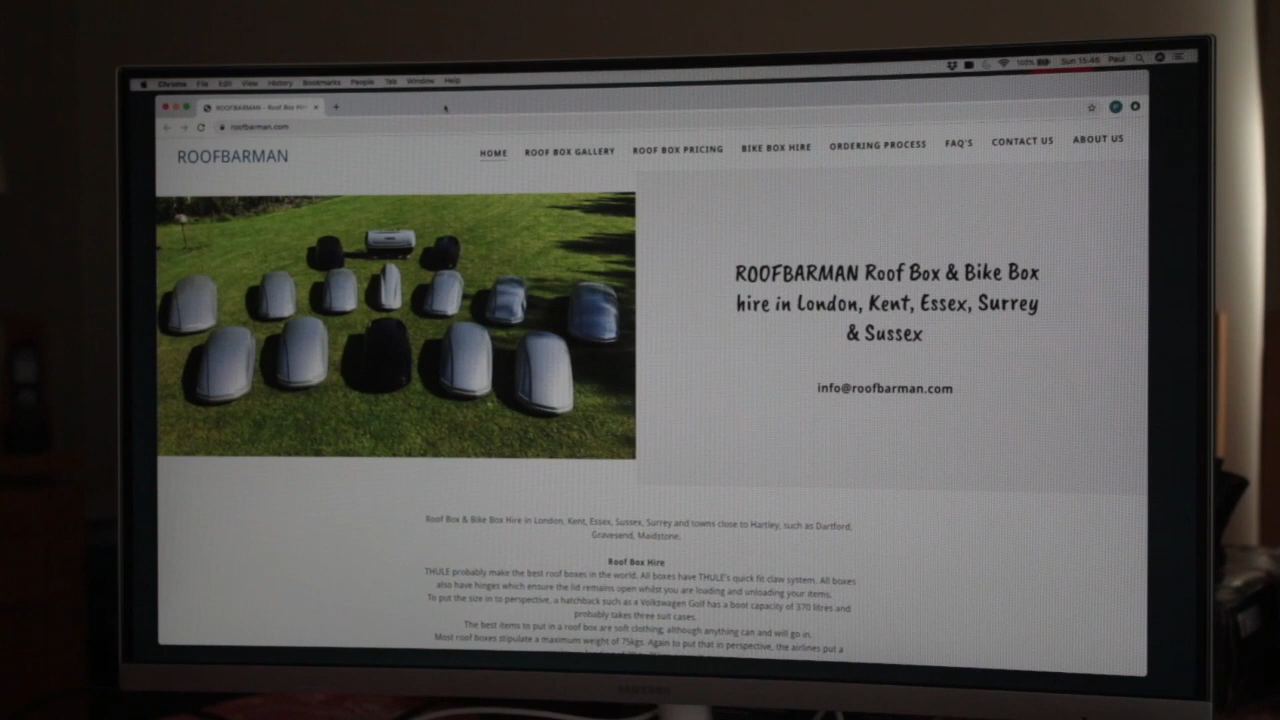 Chrome File Edit View History Bookmarks People Tab Window Help
100% Sun 15:46 Paul
ROOFBARMAN - Roof Box Hir
roofbarman.com
ROOFBARMAN
HOME ROOF BOX GALLERY ROOF BOX PRICING BIKE BOX HIRE ORDERING PROCESS FAQ'S CONTACT US ABOUT US
ROOFBARMAN Roof Box & Bike Box
hire in London, Kent, Essex, Surrey
& Sussex
info@roofbarman.com
Roof Box & Bike Box Hire in London, Kent, Essex, Sussex, Surrey and towns close to Hartley, such as Dartford,
Gravesend, Maidstone.
Roof Box Hire
THULE probably make the best roof boxes in the world. All boxes have THULE's quick fit claw system. All boxes
also have hinges which ensure the lid remains open whilst you are loading and unloading your items.
To put the size in to perspective, a hatchback such as a Volkswagen Golf has a boot capacity of 370 litres and
probably takes three suit cases.
The best items to put in a roof box are soft clothing, although anything can and will go in.
Most roof boxes stipulate a maximum weight of 75kgs. Again to put that in perspective, the airlines put a
SAMSUNG